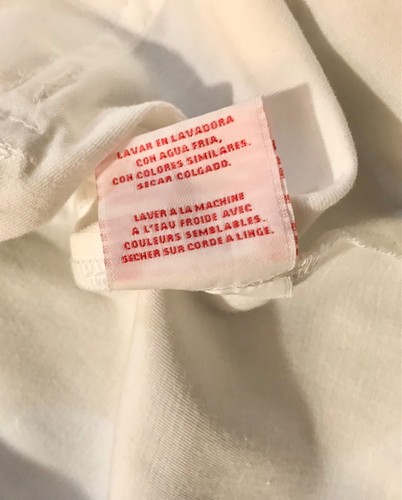 LAVAR EN LAVADORA
CON AGUA FRIA,
CON COLORES SIMILARES.
SECAR COLGADO.
LAVER A LA MACHINE
A L'EAU FROIDE AVEC
COULEURS SEMBLABLES.
SECHER SUR CORDE A LINGE.